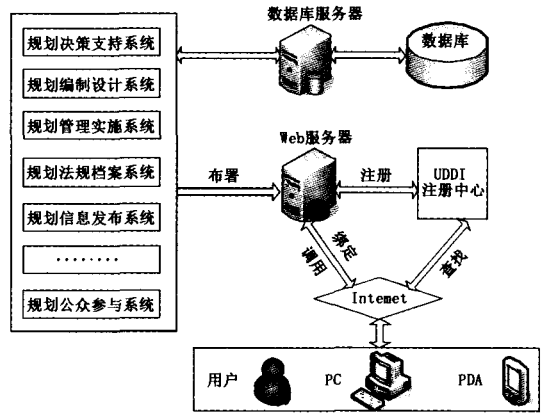 数据库服务器
数据库
规划决策支持系统
规划编制设计系统
规划管理实施系统
规划法规档案系统
规划信息发布系统
········
规划公众参与系统
Web服务器
布署
注册
UDDI
注册中心
绑定
调用
查找
Intemet
用户
PC
PDA